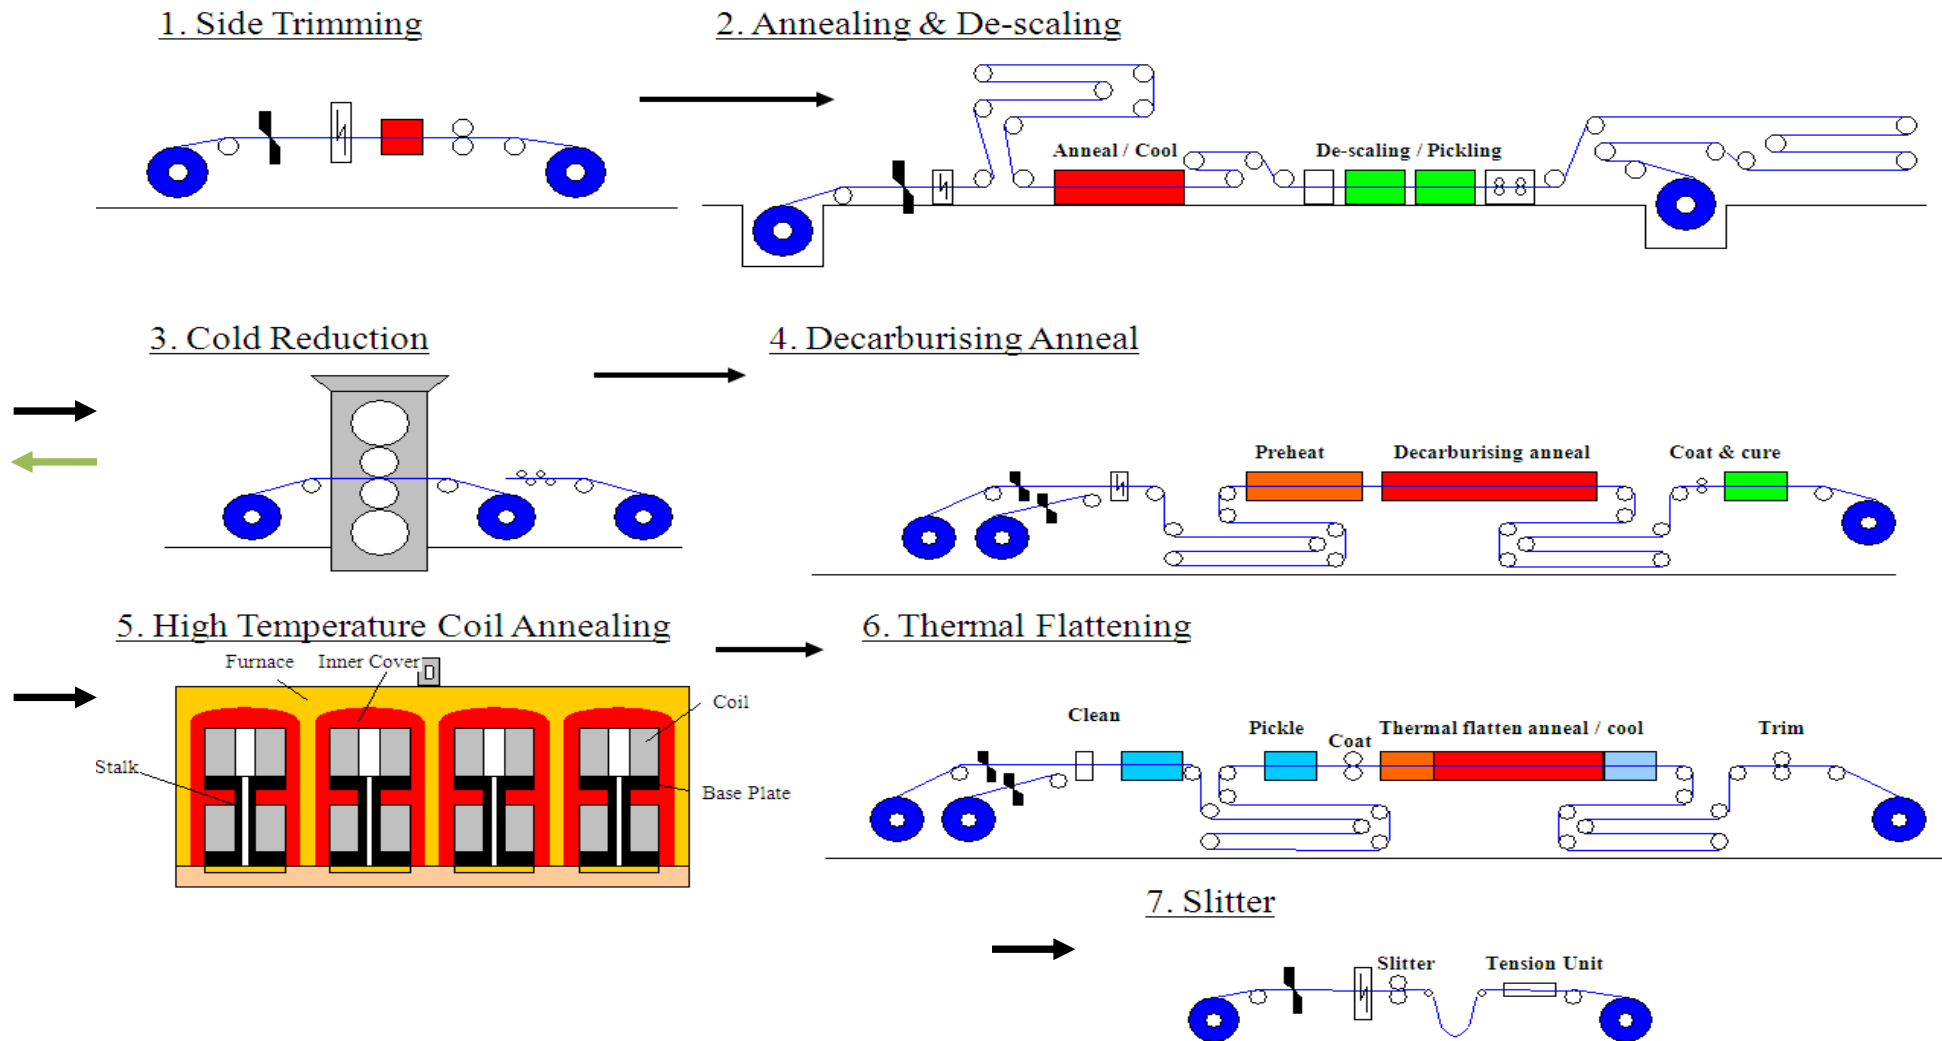 1. Side Trimming
2. Annealing & De-scaling
Anneal / Cool
De-scaling / Pickling
3. Cold Reduction
4. Decarburising Anneal
Preheat
Decarburising anneal
Coat & cure
5. High Temperature Coil Annealing
Furnace
Inner Cover
Coil
Stalk
Base Plate
6. Thermal Flattening
Clean
Pickle
Coat
Thermal flatten anneal / cool
Trim
7. Slitter
Slitter
Tension Unit